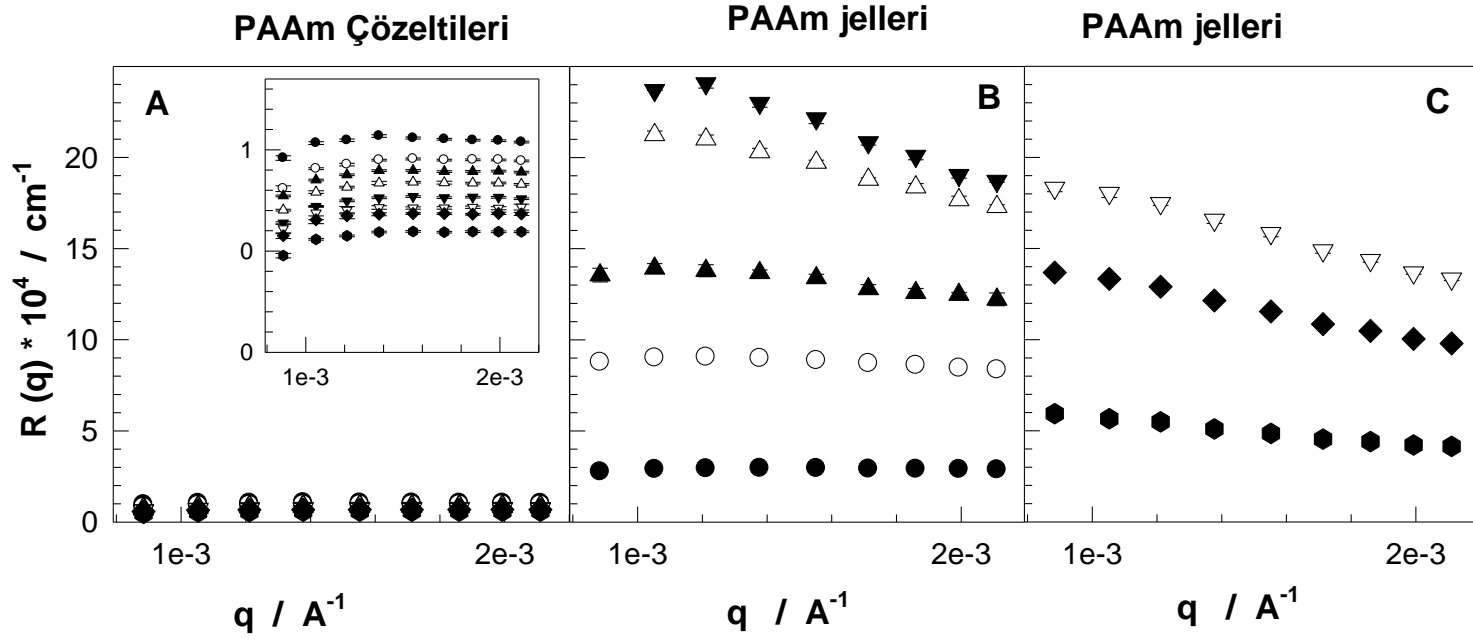 PAAm Çözeltileri
PAAm jelleri
PAAm jelleri
A
B
C
R (q) * 10⁴ / cm⁻¹
20
15
10
5
0
1
0
0
1e-3
2e-3
1e-3
2e-3
1e-3
2e-3
1e-3
2e-3
q / A⁻¹
q / A⁻¹
q / A⁻¹